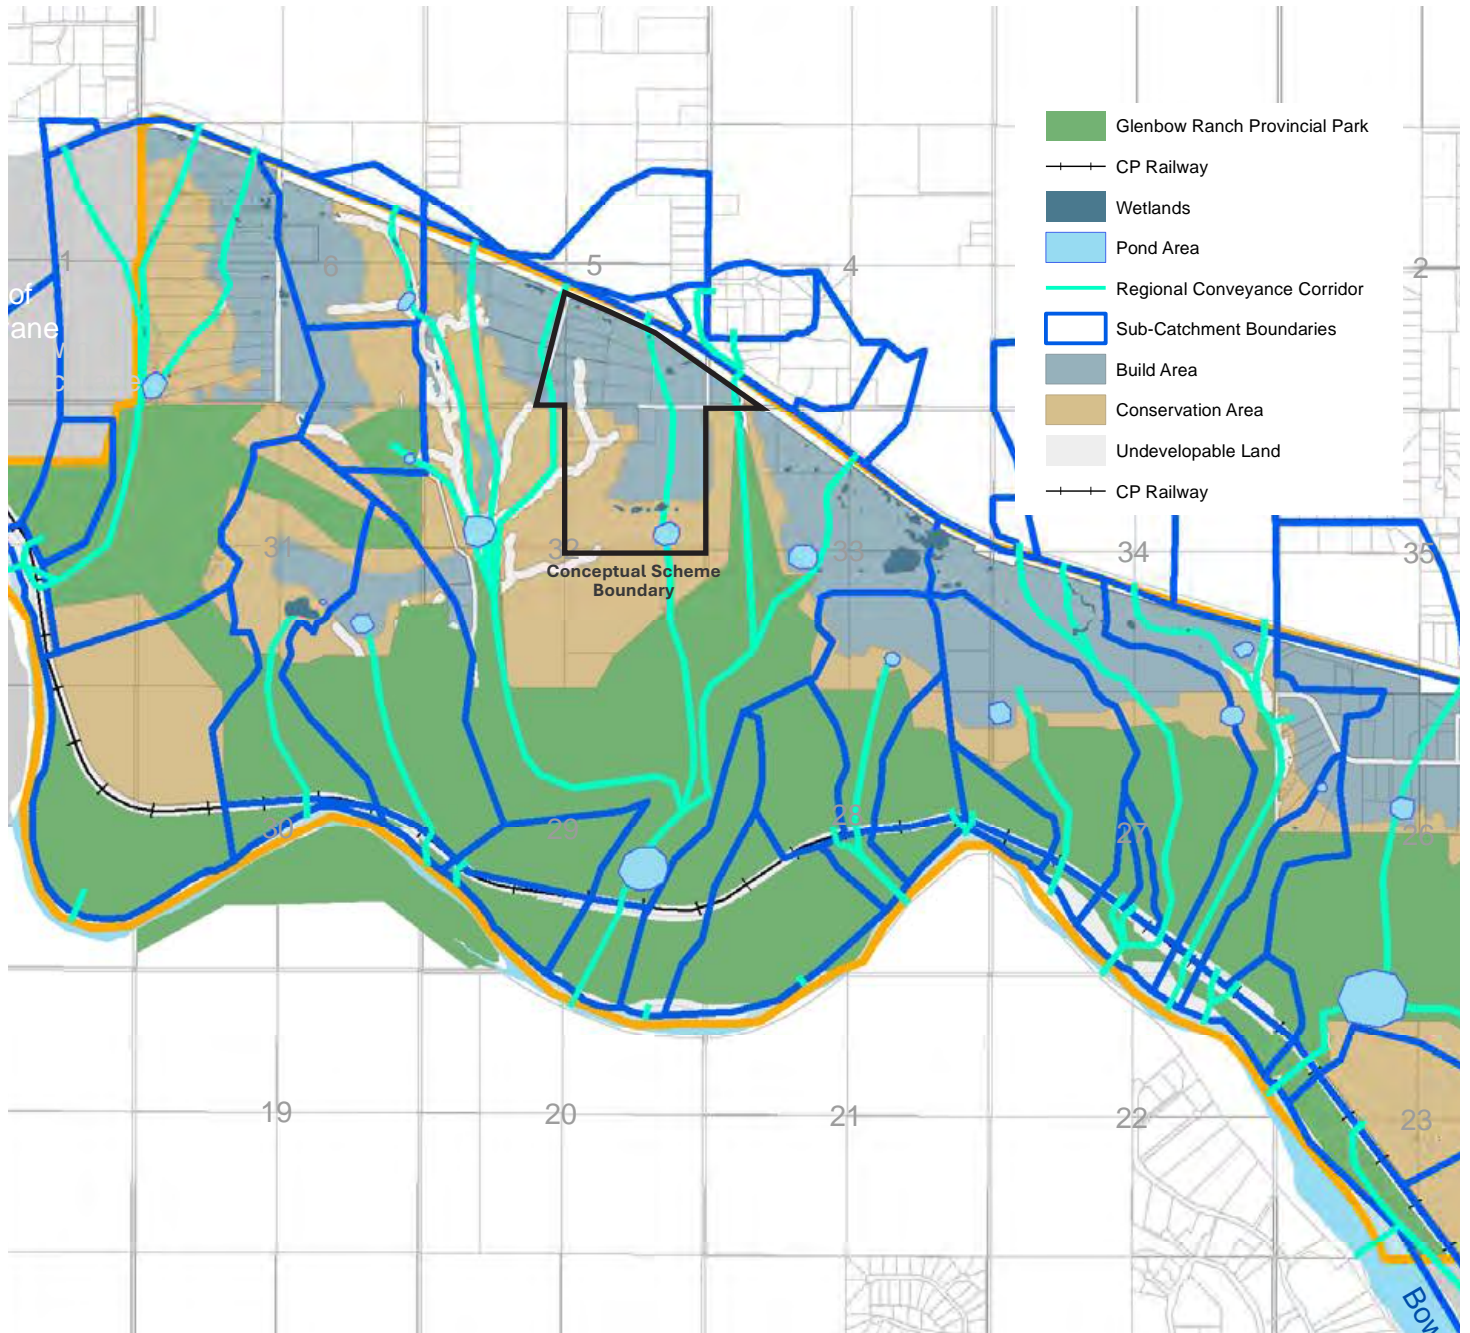 Glenbow Ranch Provincial Park
CP Railway
Wetlands
Pond Area
Regional Conveyance Corridor
Sub-Catchment Boundaries
Build Area
Conservation Area
Undevelopable Land
CP Railway
1
6
5
4
2
of
31
32
33
34
35
Conceptual Scheme
Boundary
30
29
28
27
26
19
20
21
22
23